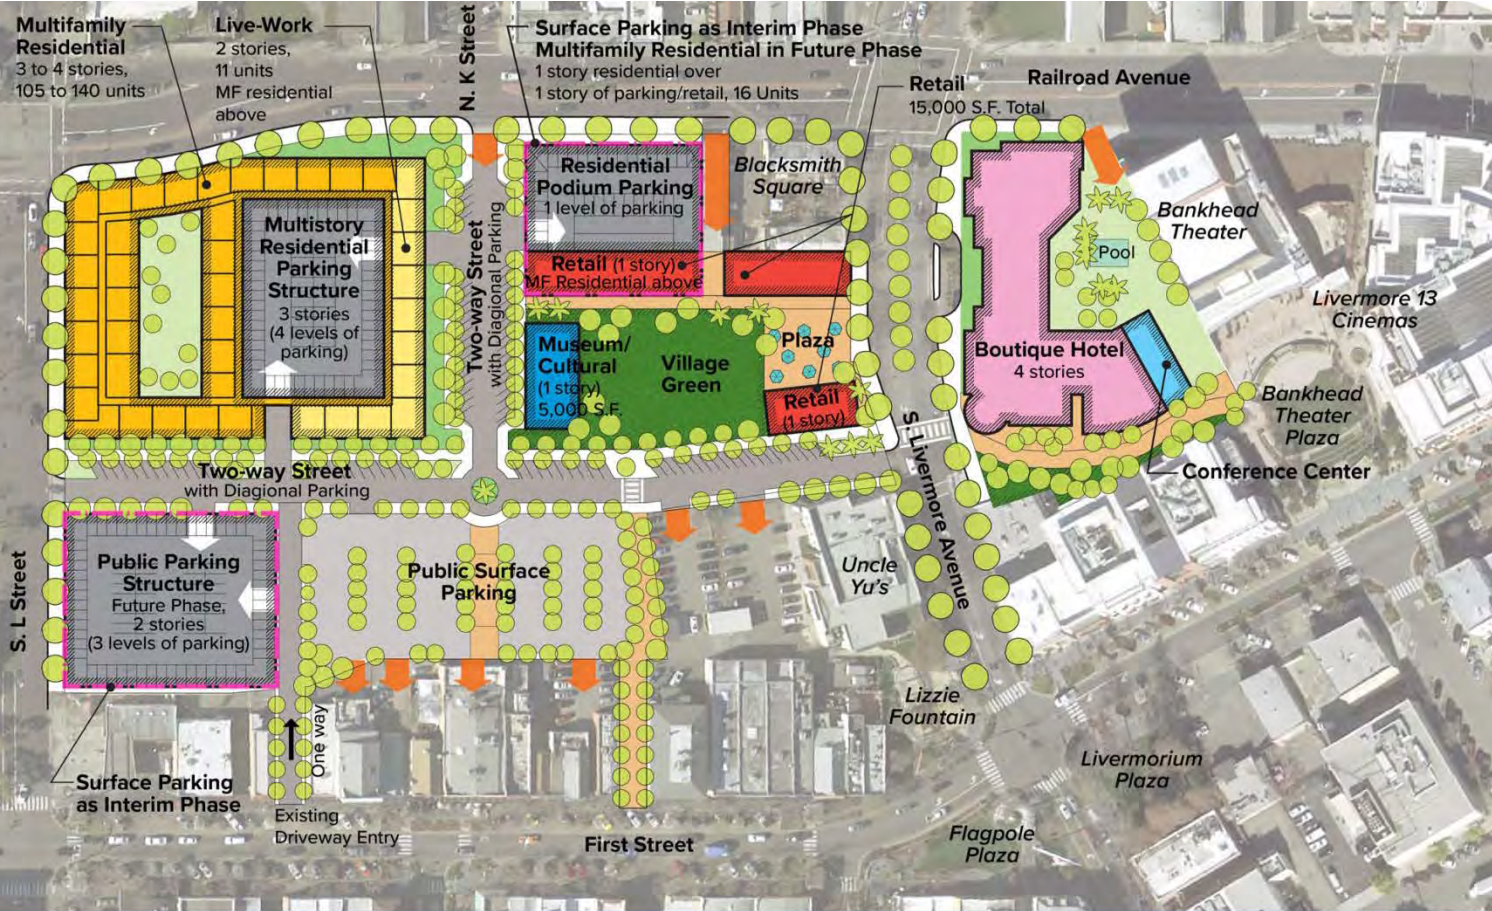 Multifamily
Residential
3 to 4 stories,
105 to 140 units
Live-Work
2 stories,
11 units
MF residential
above
N. K Street
Surface Parking as Interim Phase
Multifamily Residential in Future Phase
1 story residential over
1 story of parking/retail, 16 Units
Retail
15,000 S.F. Total
Railroad Avenue
Multistory
Residential
Parking
Structure
3 stories
(4 levels of
parking)
Two-way Street
with Diagonal Parking
Residential
Podium Parking
1 level of parking
Blacksmith
Square
Retail (1 story)
MF Residential above
Museum/
Cultural
(1 story)
5,000 S.F.
Village
Green
Plaza
Retail
(1 story)
Boutique Hotel
4 stories
Pool
Bankhead
Theater
Livermore 13
Cinemas
Bankhead
Theater
Plaza
Conference Center
Two-way Street
with Diagional Parking
S. L Street
Public Parking
Structure
Future Phase,
2 stories
(3 levels of parking)
Public Surface
Parking
Uncle
Yu's
S Livermore Avenue
Lizzie
Fountain
Livermorium
Plaza
Flagpole
Plaza
Surface Parking
as Interim Phase
One way
Existing
Driveway Entry
First Street